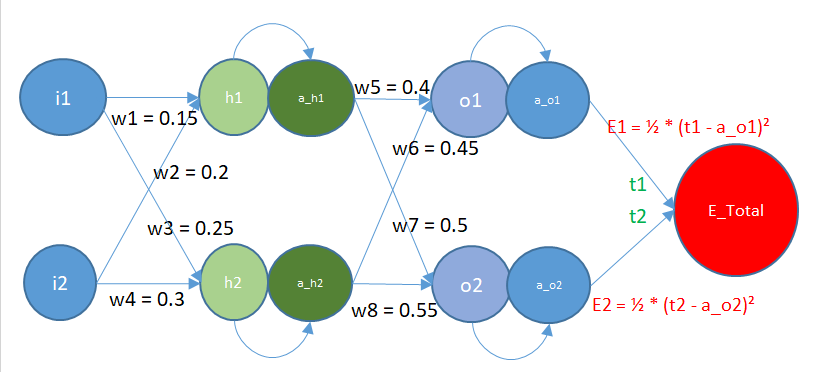 i1
h1
a_h1
w5 = 0.4
o1
a_o1
w1 = 0.15
E1 = ½ * (t1 - a_o1)²
w6 = 0.45
w2 = 0.2
t1
E_Total
t2
w3 = 0.25
w7 = 0.5
i2
h2
a_h2
o2
a_o2
w4 = 0.3
w8 = 0.55
E2 = ½ * (t2 - a_o2)²